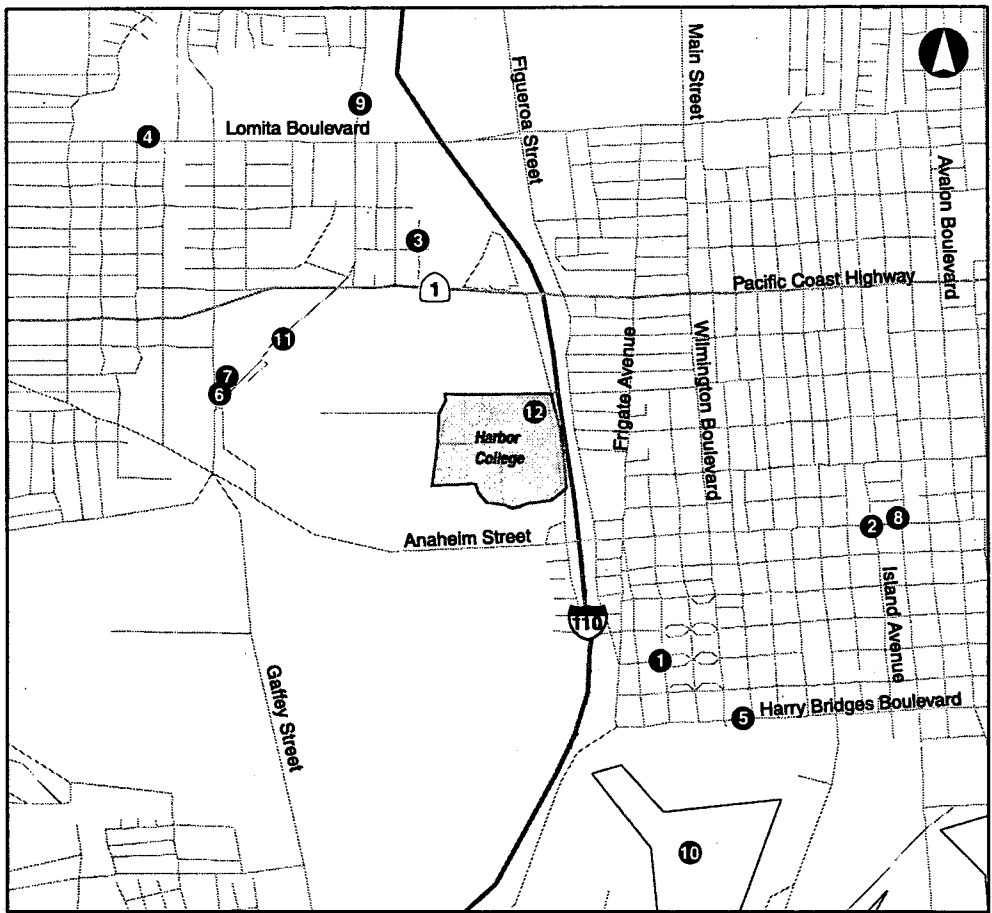 Figueroa Street
Main Street
9
4
Lomita Boulevard
Avalon Boulevard
3
1
Pacific Coast Highway
11
7
6
Frigate Avenue
Wilmington Boulevard
12
Harbor
College
2
8
Anaheim Street
Island Avenue
110
1
Gaffey Street
5
Harry Bridges Boulevard
10